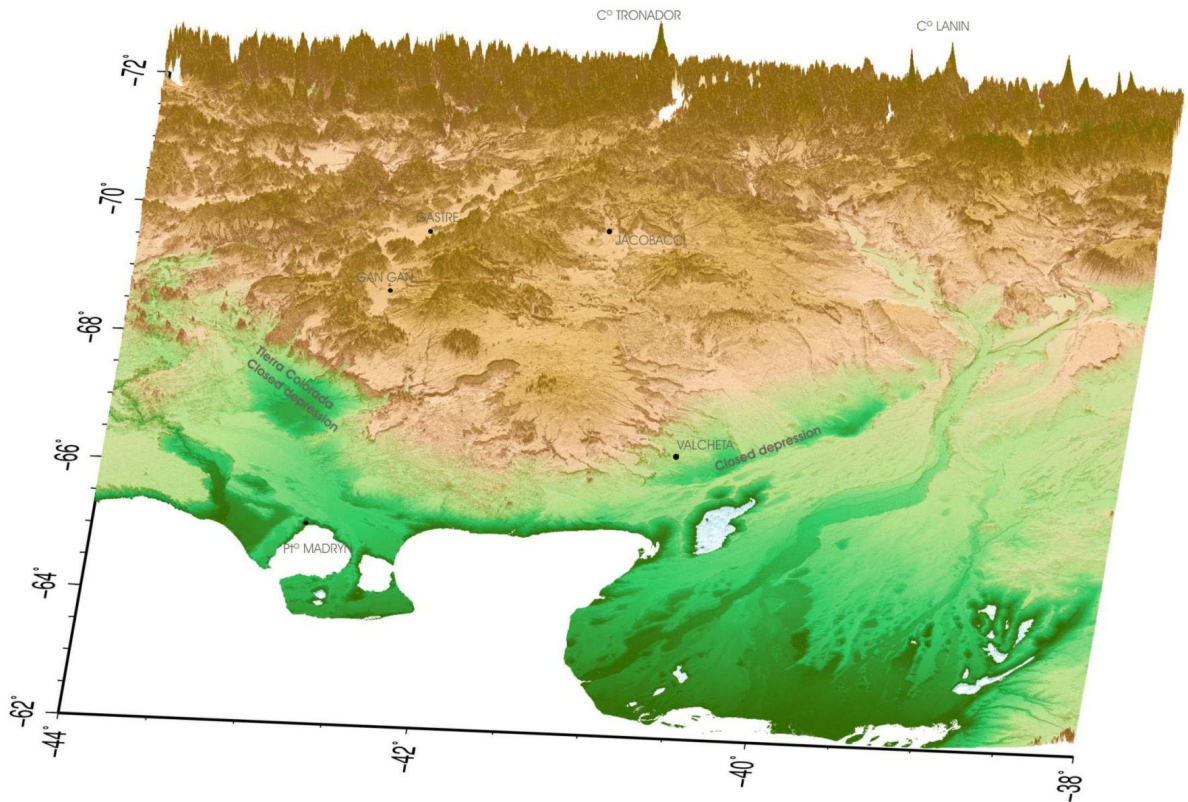 Cº TRONADOR
Cº LANIN
-72°
-70°
GASTRE
JACOBACCI
GAN GAN
-68°
Tierra Colorada
Closed depression
-66°
VALCHETA
Closed depression
Ptº MADRYN
-64°
-62°
-44°
-42°
-40°
-38°